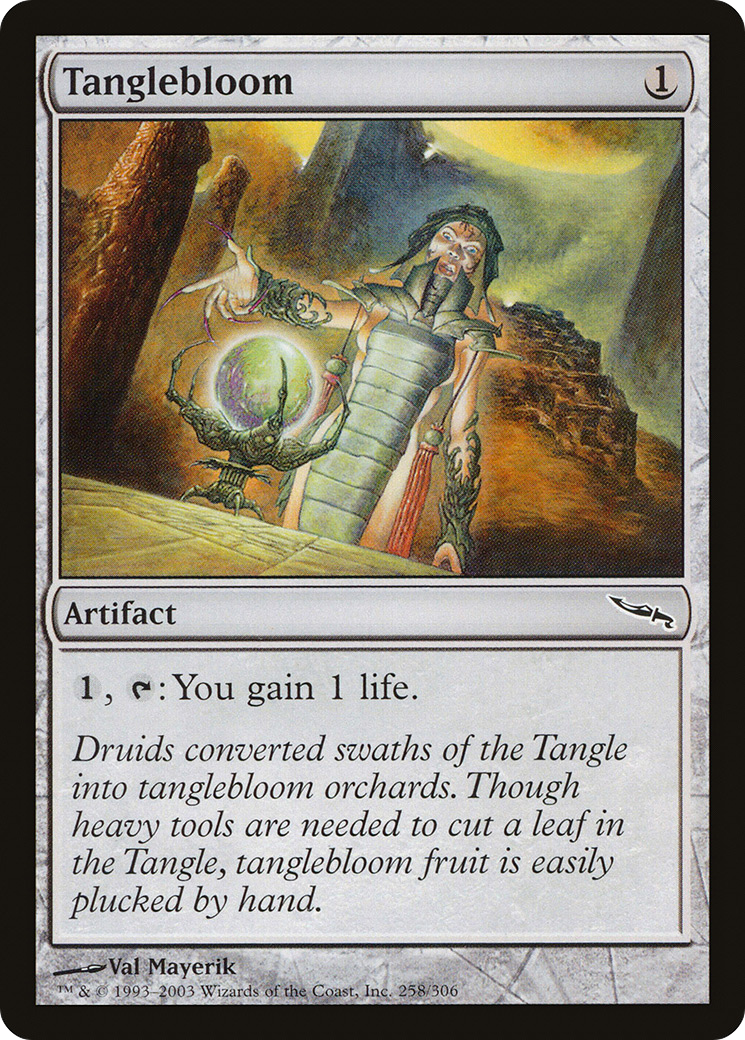 Tanglebloom 1
Artifact
1, : You gain 1 life.
Druids converted swaths of the Tangle
into tanglebloom orchards. Though
heavy tools are needed to cut a leaf in
the Tangle, tanglebloom fruit is easily
plucked by hand.
Val Mayerik
™ & © 1993–2003 Wizards of the Coast, Inc. 258/306